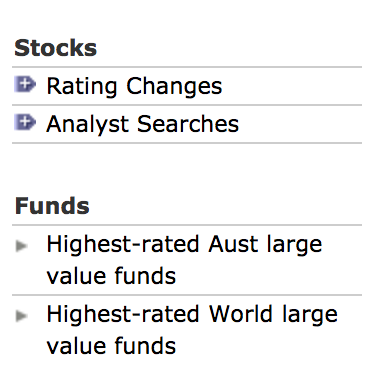 Stocks
Rating Changes
Analyst Searches
Funds
Highest-rated Aust large
value funds
Highest-rated World large
value funds